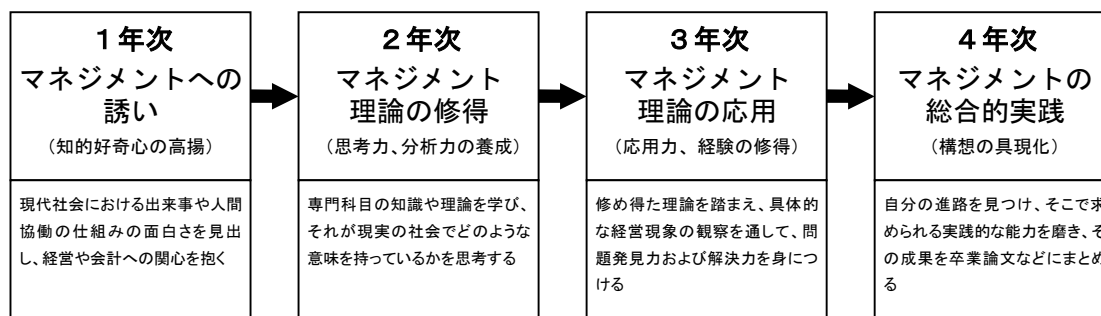 １年次
マネジメントへの
誘い
（知的好奇心の高揚）
現代社会における出来事や人間
協働の仕組みの面白さを見出
し、経営や会計への関心を抱く
２年次
マネジメント
理論の修得
（思考力、分析力の養成）
専門科目の知識や理論を学び、
それが現実の社会でどのような
意味を持っているかを思考する
３年次
マネジメント
理論の応用
（応用力、経験の修得）
修め得た理論を踏まえ、具体的
な経営現象の観察を通して、問
題発見力および解決力を身につ
ける
４年次
マネジメントの
総合的実践
（構想の具現化）
自分の進路を見つけ、そこで求
められる実践的な能力を磨き、そ
の成果を卒業論文などにまとめ
る